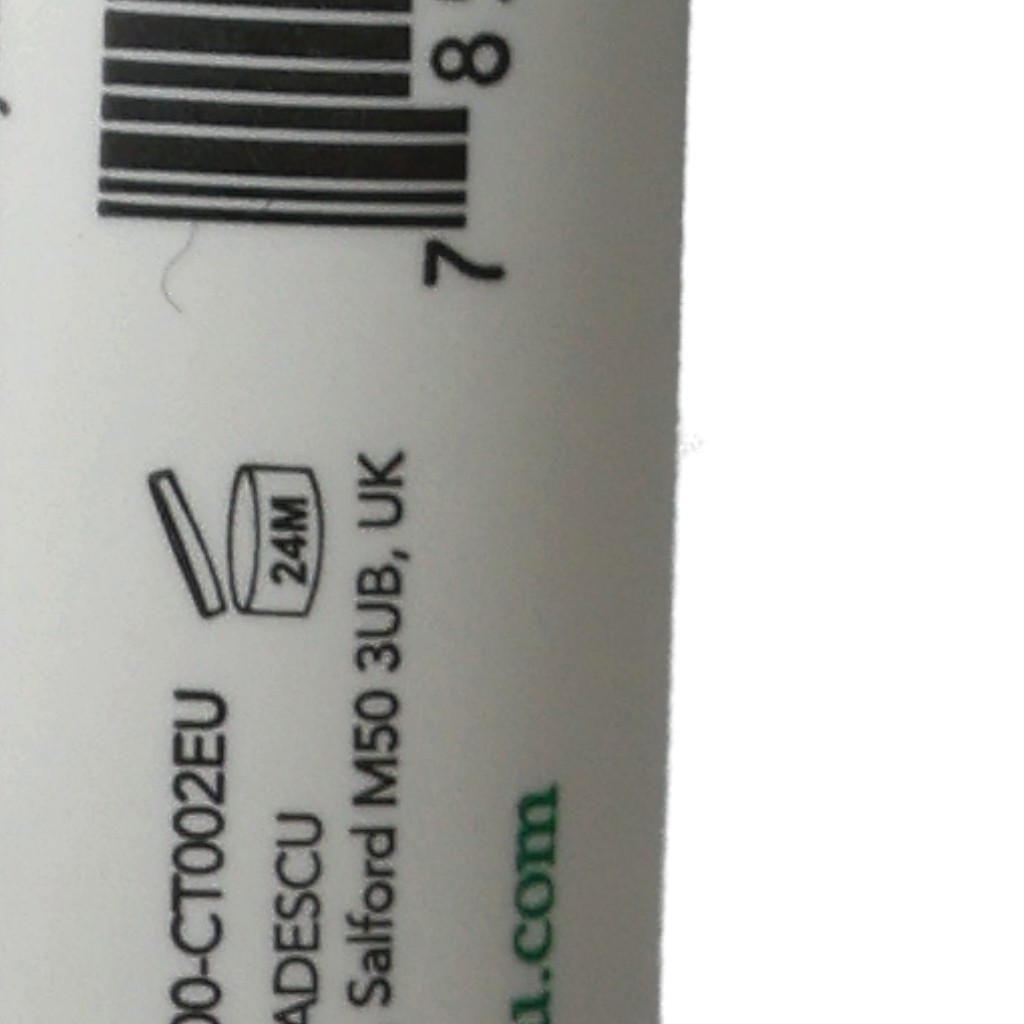 7 8
24M
00-CT002EU
ADESCU
Salford M50 3UB, UK
u.com